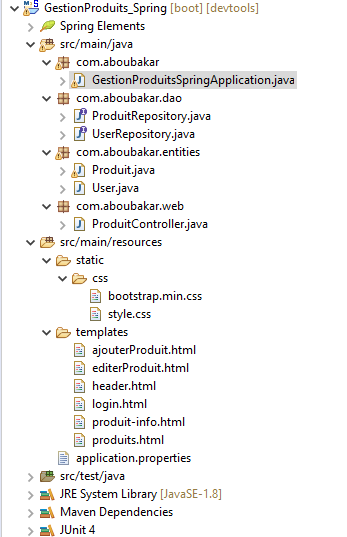 GestionProduits_Spring [boot] [devtools]
Spring Elements
src/main/java
com.aboubakar
GestionProduitsSpringApplication.java
com.aboubakar.dao
ProduitRepository.java
UserRepository.java
com.aboubakar.entities
Produit.java
User.java
com.aboubakar.web
ProduitController.java
src/main/resources
static
css
bootstrap.min.css
style.css
templates
ajouterProduit.html
editerProduit.html
header.html
login.html
produit-info.html
produits.html
application.properties
src/test/java
JRE System Library [JavaSE-1.8]
Maven Dependencies
JUnit 4